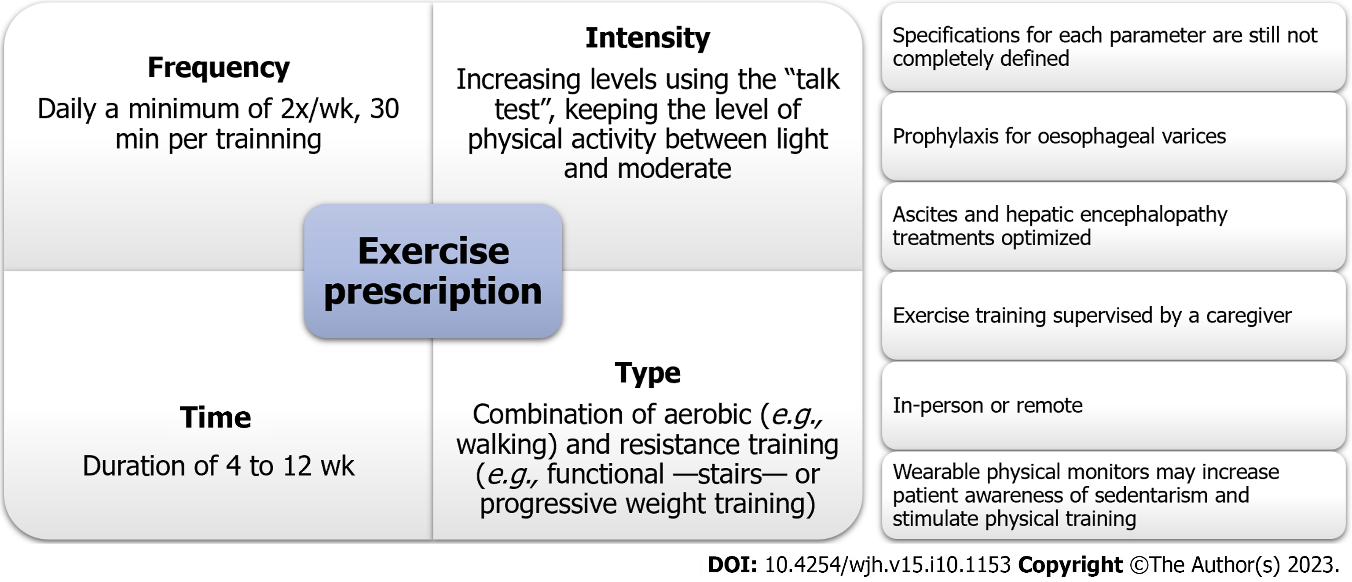 Frequency
Daily a minimum of 2x/wk, 30
min per trainning
Intensity
Increasing levels using the “talk
test”, keeping the level of
physical activity between light
and moderate
Exercise
prescription
Time
Duration of 4 to 12 wk
Type
Combination of aerobic (e.g.,
walking) and resistance training
(e.g., functional —stairs— or
progressive weight training)
Specifications for each parameter are still not
completely defined
Prophylaxis for oesophageal varices
Ascites and hepatic encephalopathy
treatments optimized
Exercise training supervised by a caregiver
In-person or remote
Wearable physical monitors may increase
patient awareness of sedentarism and
stimulate physical training
DOI: 10.4254/wjh.v15.i10.1153 Copyright ©The Author(s) 2023.